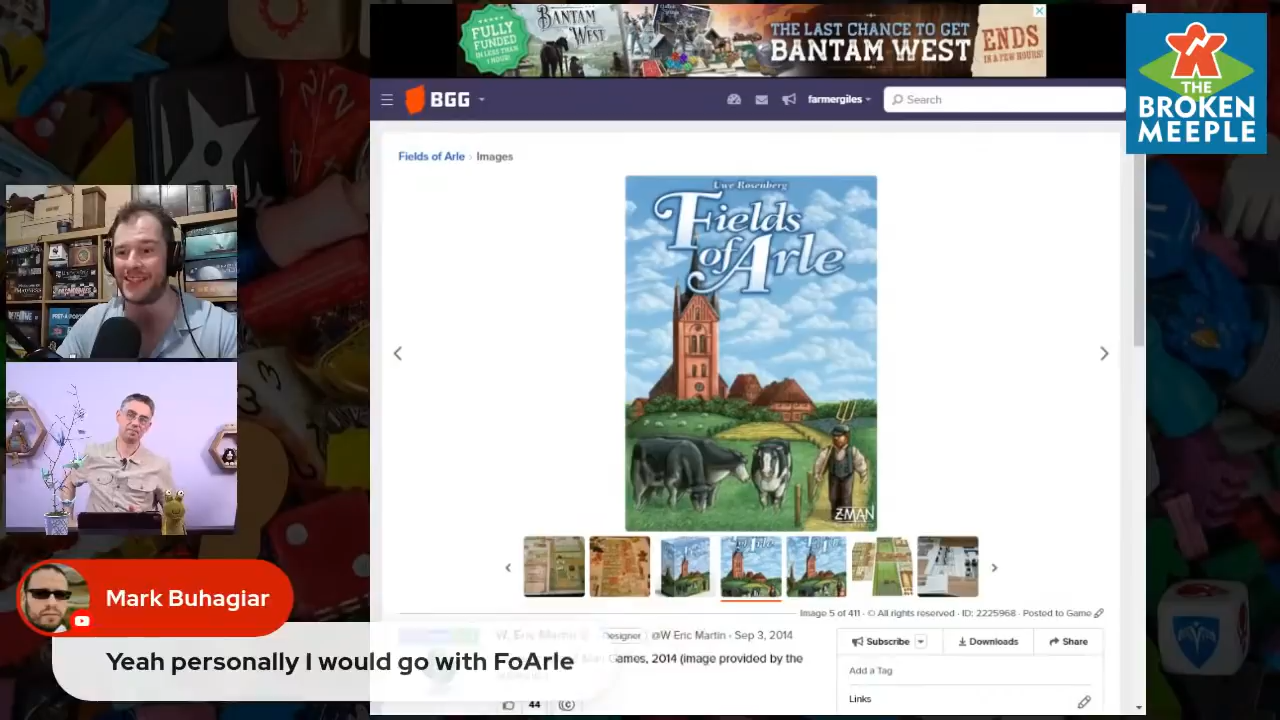 FULLY
FUNDED
IN LESS THAN
1 HOUR!
BANTAM
WEST
THE LAST CHANCE TO GET
BANTAM WEST
ENDS
IN A FEW HOURS!
THE
BROKEN
MEEPLE
BGG
farmergiles
Search
Fields of Arle › Images
Uwe Rosenberg
Fields
of Arle
Z-MAN
Image 5 of 411 · © All rights reserved · ID: 2225968 · Posted to Game
W. Eric Martin
Designer
@W Eric Martin · Sep 3, 2014
Games, 2014 (image provided by the
44
Subscribe
Downloads
Share
Add a Tag
Links
Mark Buhagiar
Yeah personally I would go with FoArle